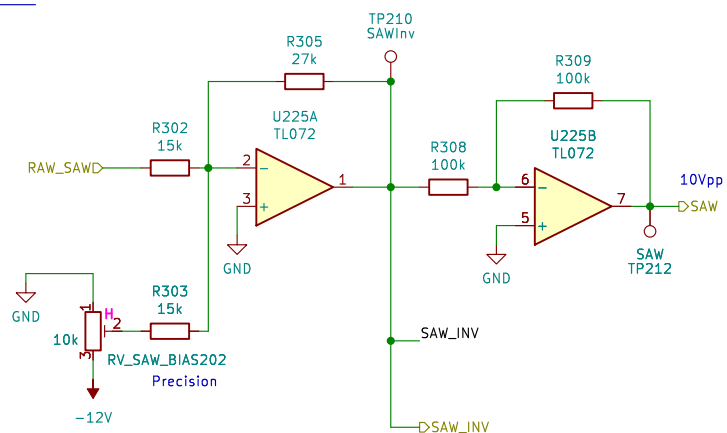 TP210
SAWInv
R305
27k
R309
100k
U225A
TL072
U225B
TL072
R302
15k
R308
100k
RAW_SAW
2
-
3
+
1
6
-
5
+
7
10Vpp
SAW
GND
GND
SAW
TP212
GND
1
H
2
3
10k
R303
15k
RV_SAW_BIAS202
Precision
-12V
SAW_INV
SAW_INV